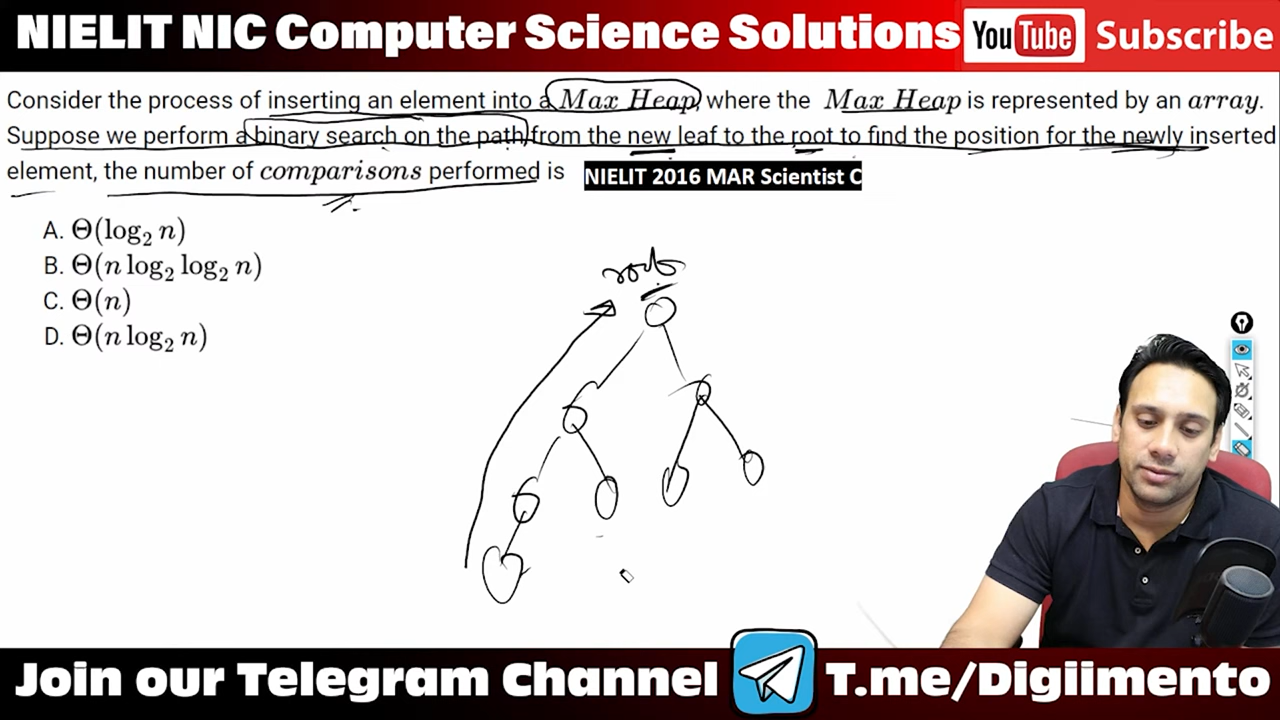 NIELIT NIC Computer Science Solutions YouTube Subscribe
Consider the process of inserting an element into a Max Heap, where the Max Heap is represented by an array.
Suppose we perform a binary search on the path from the new leaf to the root to find the position for the newly inserted
element, the number of comparisons performed is NIELIT 2016 MAR Scientist C
A. Θ(log₂ n)
B. Θ(n log₂ log₂ n)
C. Θ(n)
D. Θ(n log₂ n)
root
Join our Telegram Channel T.me/Digiimento